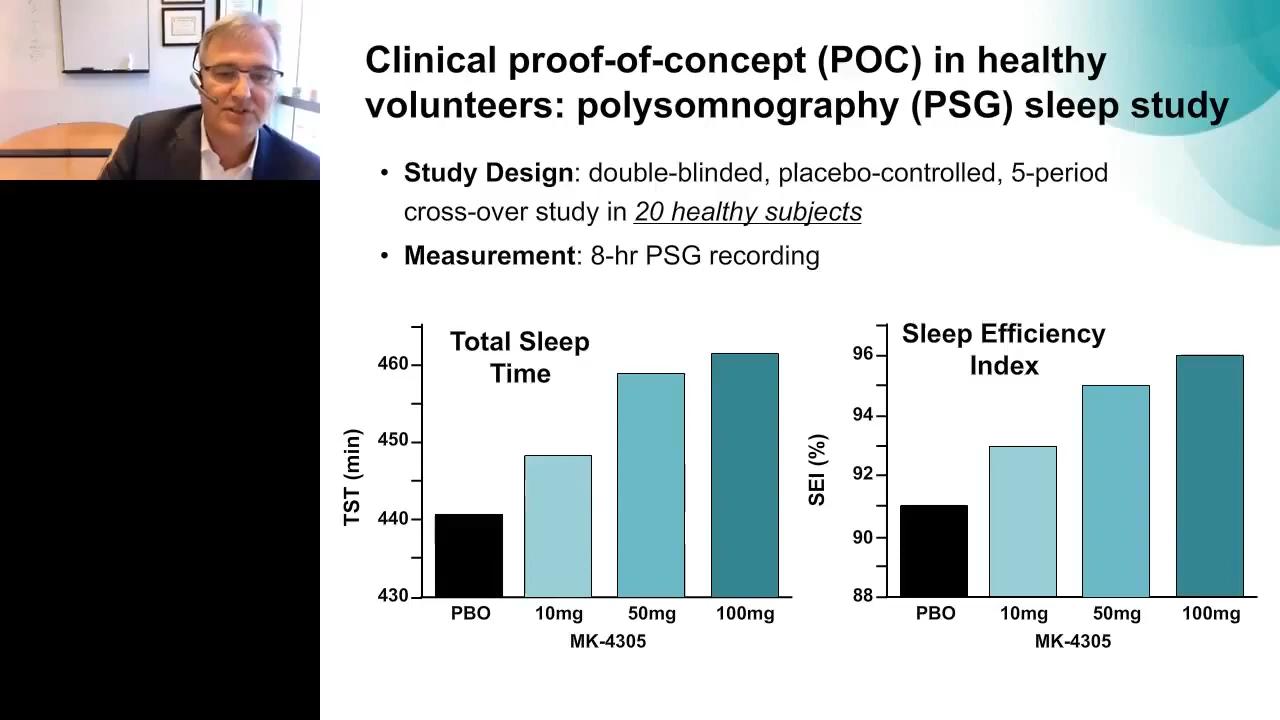 Clinical proof-of-concept (POC) in healthy
volunteers: polysomnography (PSG) sleep study
• Study Design: double-blinded, placebo-controlled, 5-period
cross-over study in 20 healthy subjects
• Measurement: 8-hr PSG recording
Total Sleep
Time
TST (min)
460
450
440
430
PBO 10mg 50mg 100mg
MK-4305
Sleep Efficiency
Index
SEI (%)
96
94
92
90
88
PBO 10mg 50mg 100mg
MK-4305